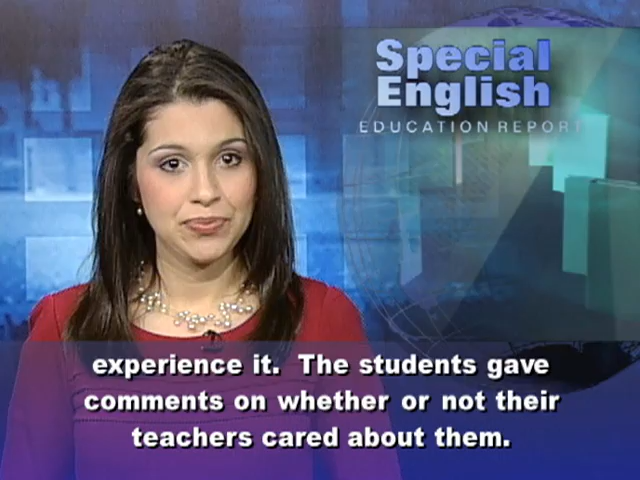 Special
English
EDUCATION REPORT
experience it. The students gave
comments on whether or not their
teachers cared about them.